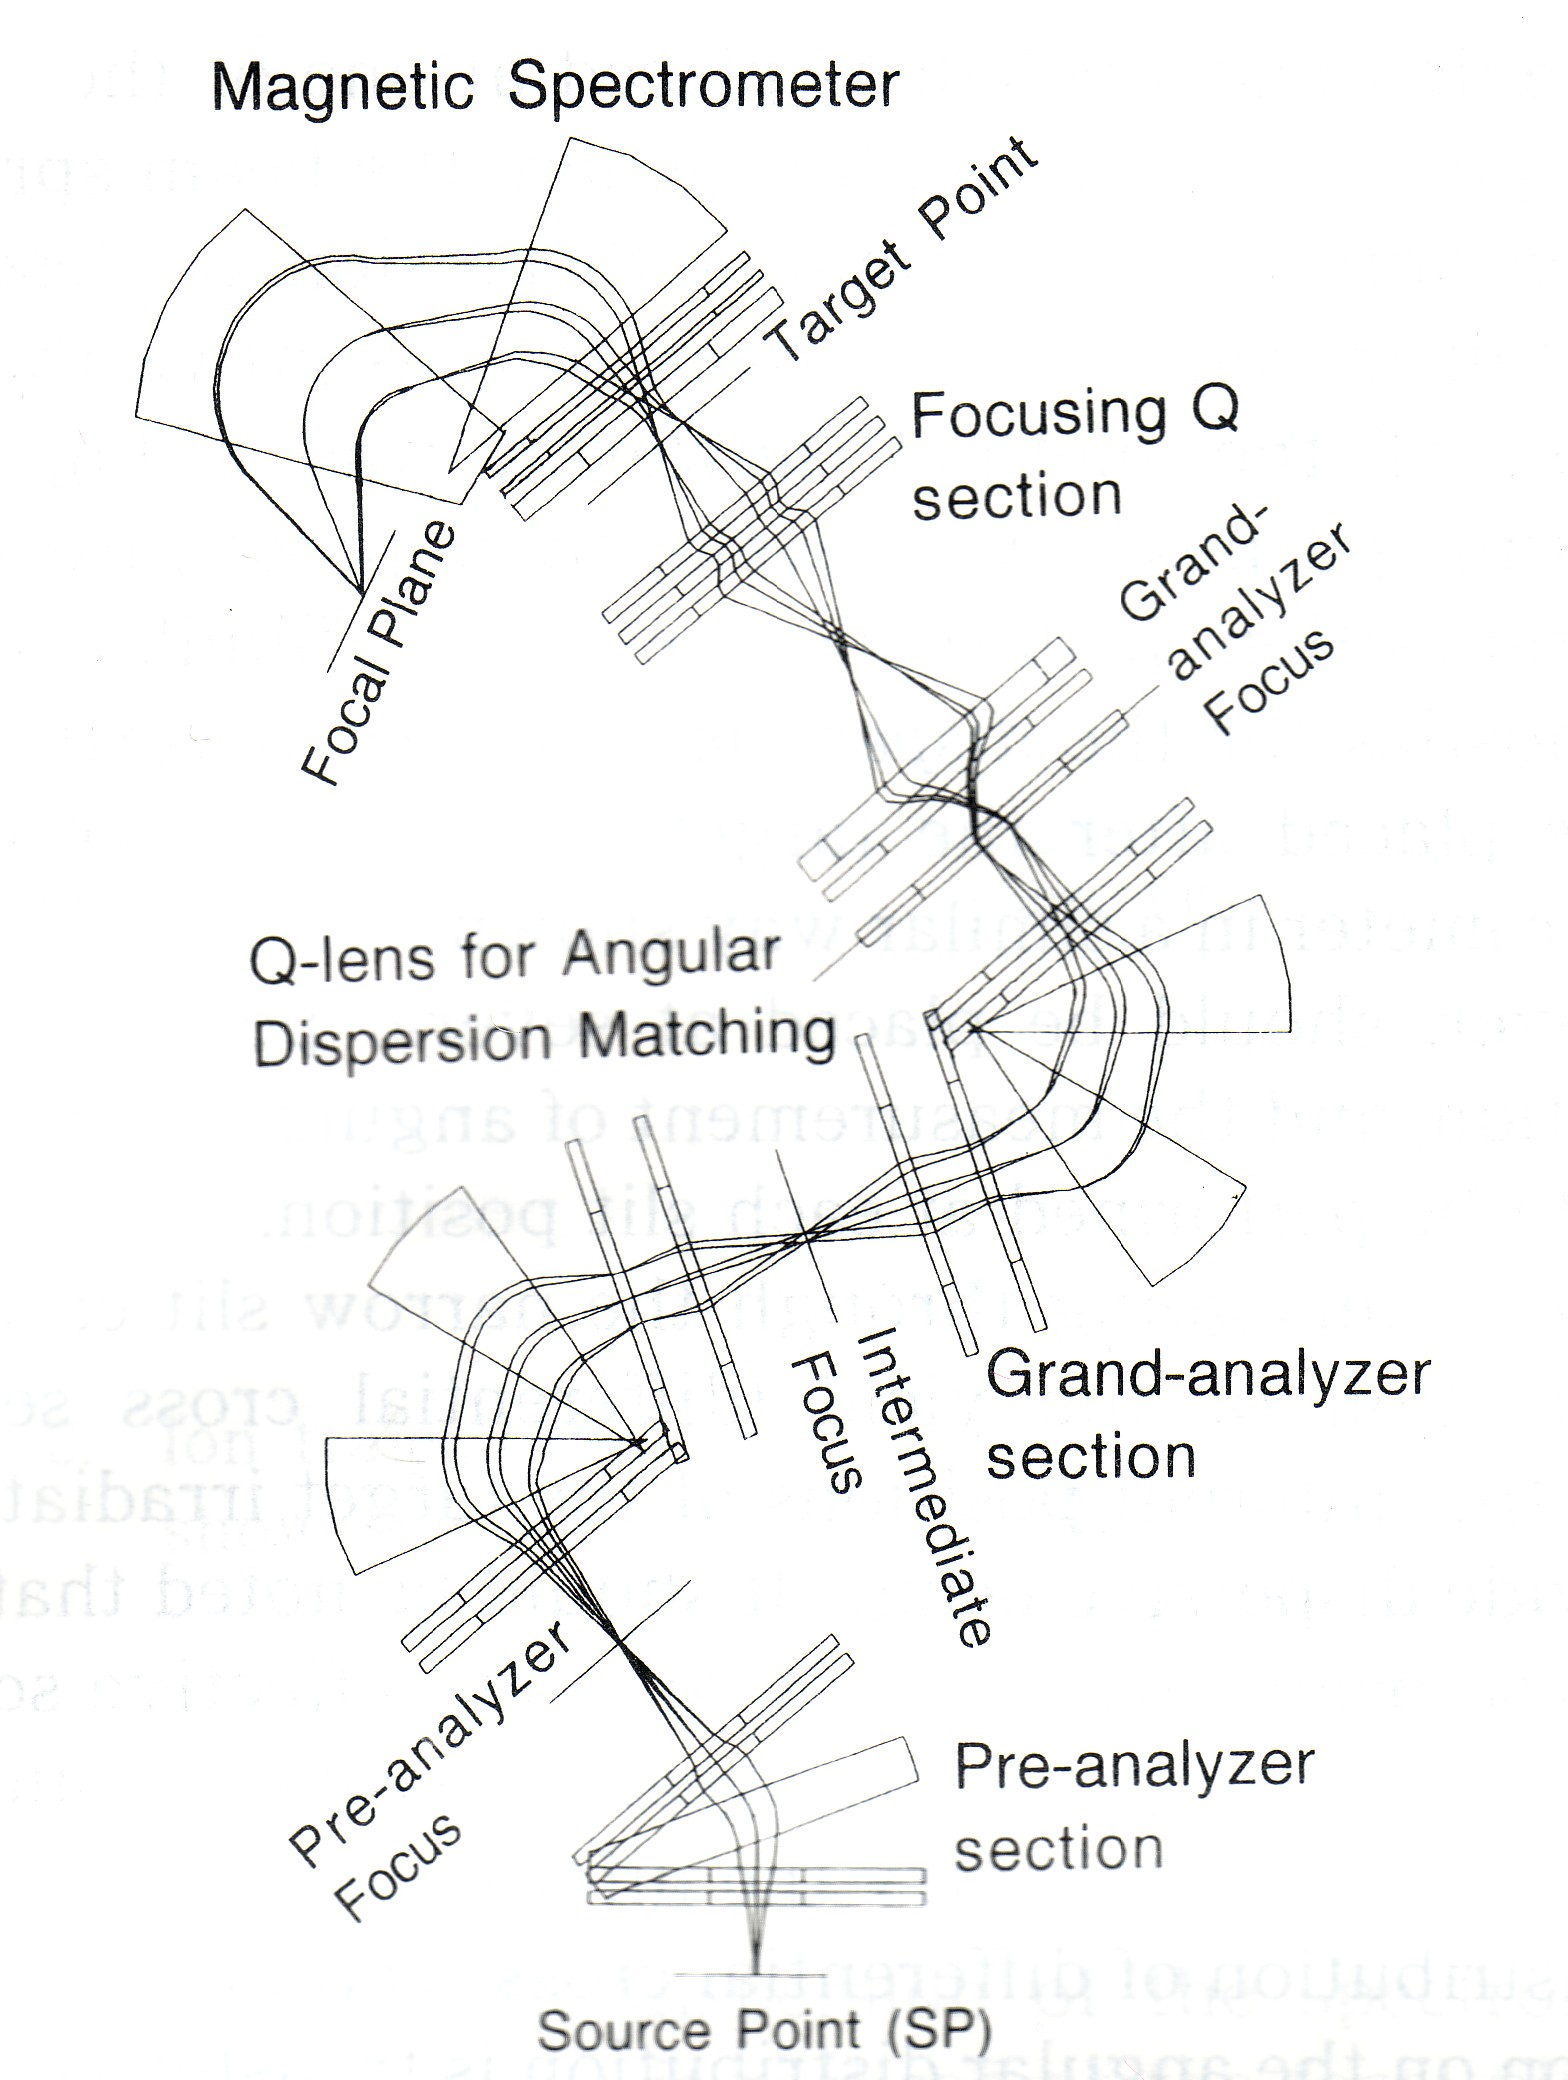 Magnetic Spectrometer
Target Point
Focusing Q
section
Focal Plane
Grand-
analyzer
Focus
Q-lens for Angular
Dispersion Matching
Intermediate
Focus
Grand-analyzer
section
Pre-analyzer
Focus
Pre-analyzer
section
Source Point (SP)